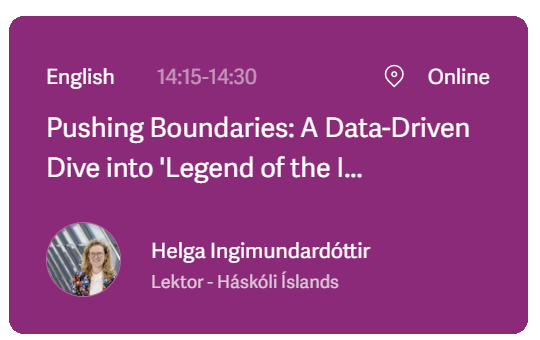 English 14:15-14:30 Online
Pushing Boundaries: A Data-Driven
Dive into 'Legend of the I...
Helga Ingimundardóttir
Lektor - Háskóli Íslands